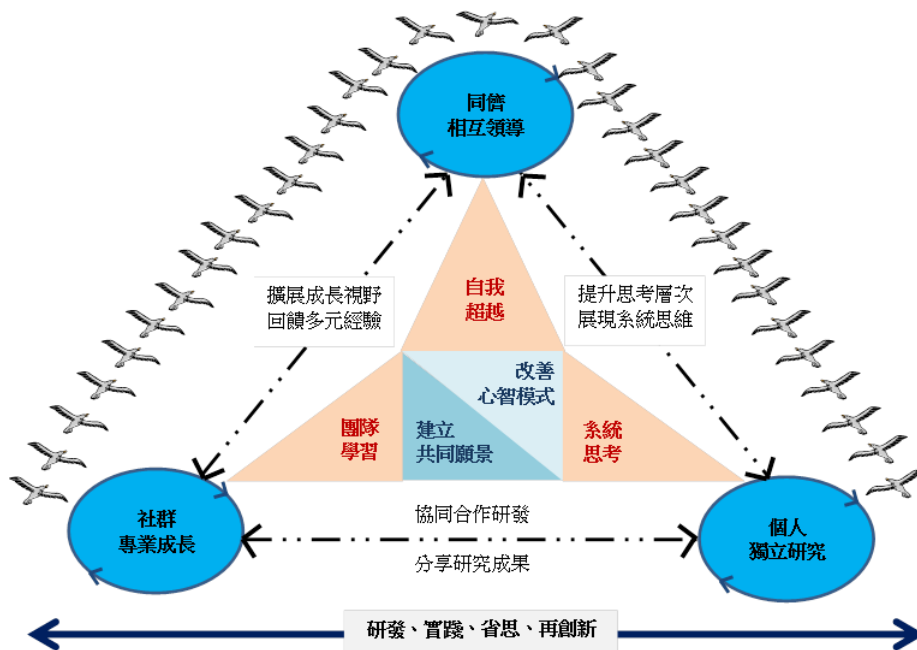 同儕
相互領導
擴展成長視野
回饋多元經驗
提升思考層次
展現系統思維
自我
超越
改善
心智模式
團隊
學習
建立
共同願景
系統
思考
社群
專業成長
協同合作研發
分享研究成果
個人
獨立研究
研發、實踐、省思、再創新